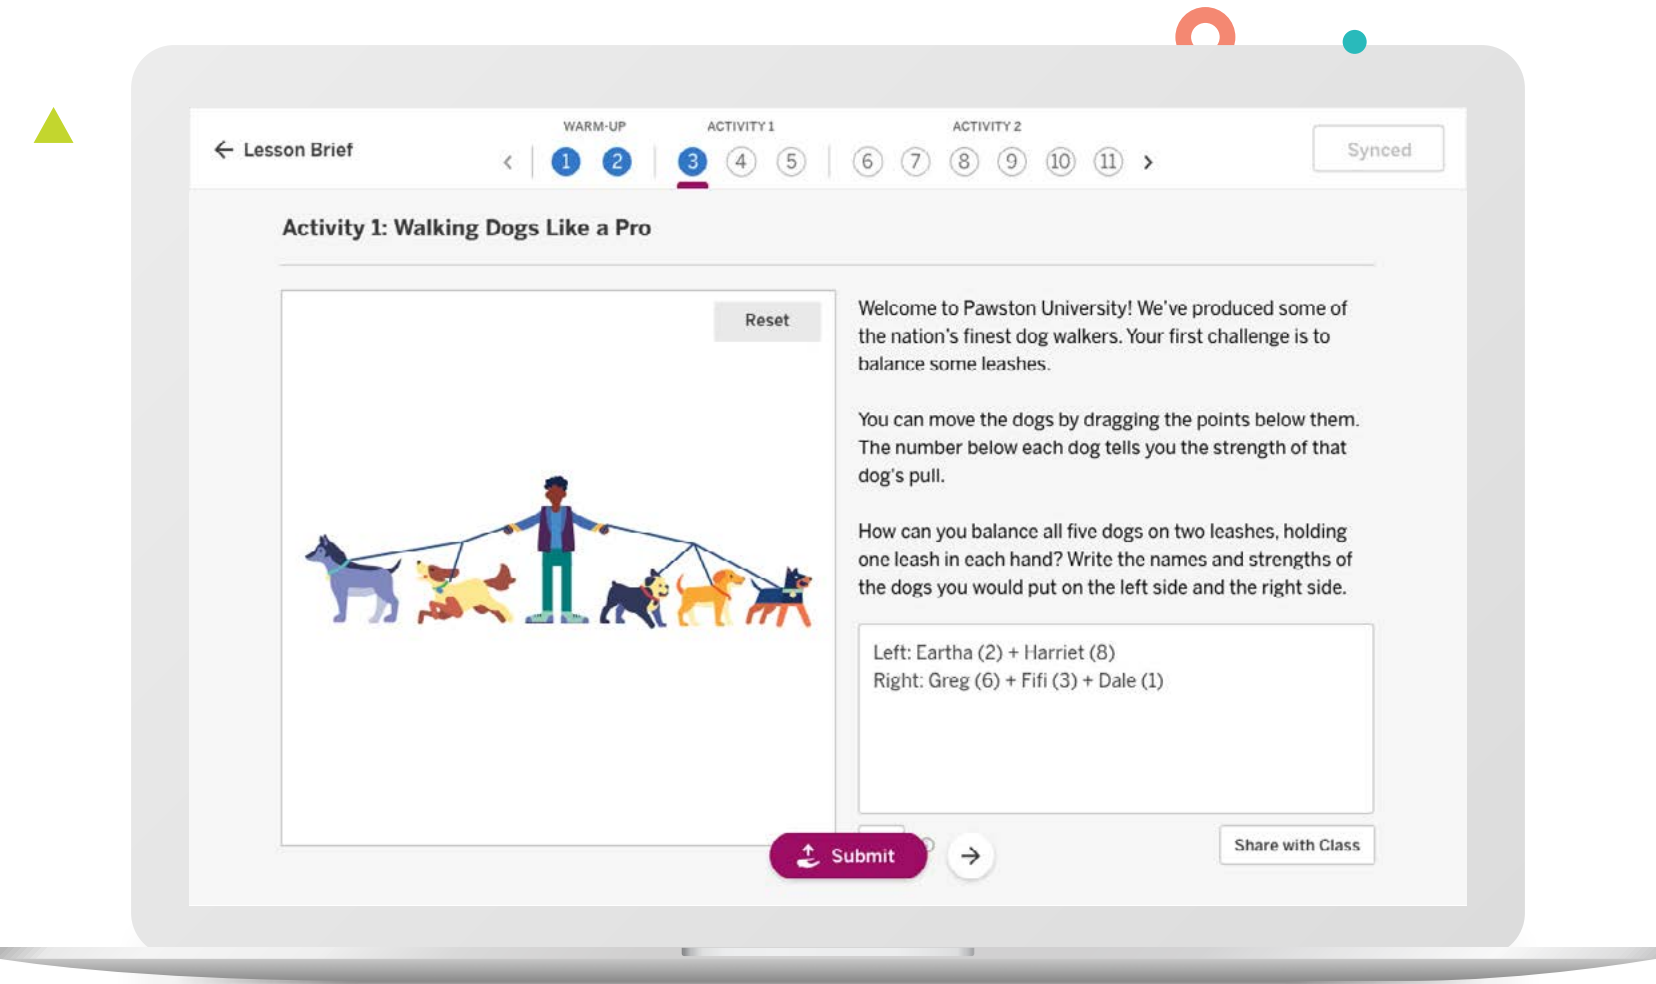 WARM-UP
ACTIVITY 1
ACTIVITY 2
← Lesson Brief
1 2 3 4 5 6 7 8 9 10 11
Synced
Activity 1: Walking Dogs Like a Pro
Reset
Welcome to Pawston University! We've produced some of
the nation's finest dog walkers. Your first challenge is to
balance some leashes.
You can move the dogs by dragging the points below them.
The number below each dog tells you the strength of that
dog's pull.
How can you balance all five dogs on two leashes, holding
one leash in each hand? Write the names and strengths of
the dogs you would put on the left side and the right side.
Left: Eartha (2) + Harriet (8)
Right: Greg (6) + Fifi (3) + Dale (1)
Submit
Share with Class